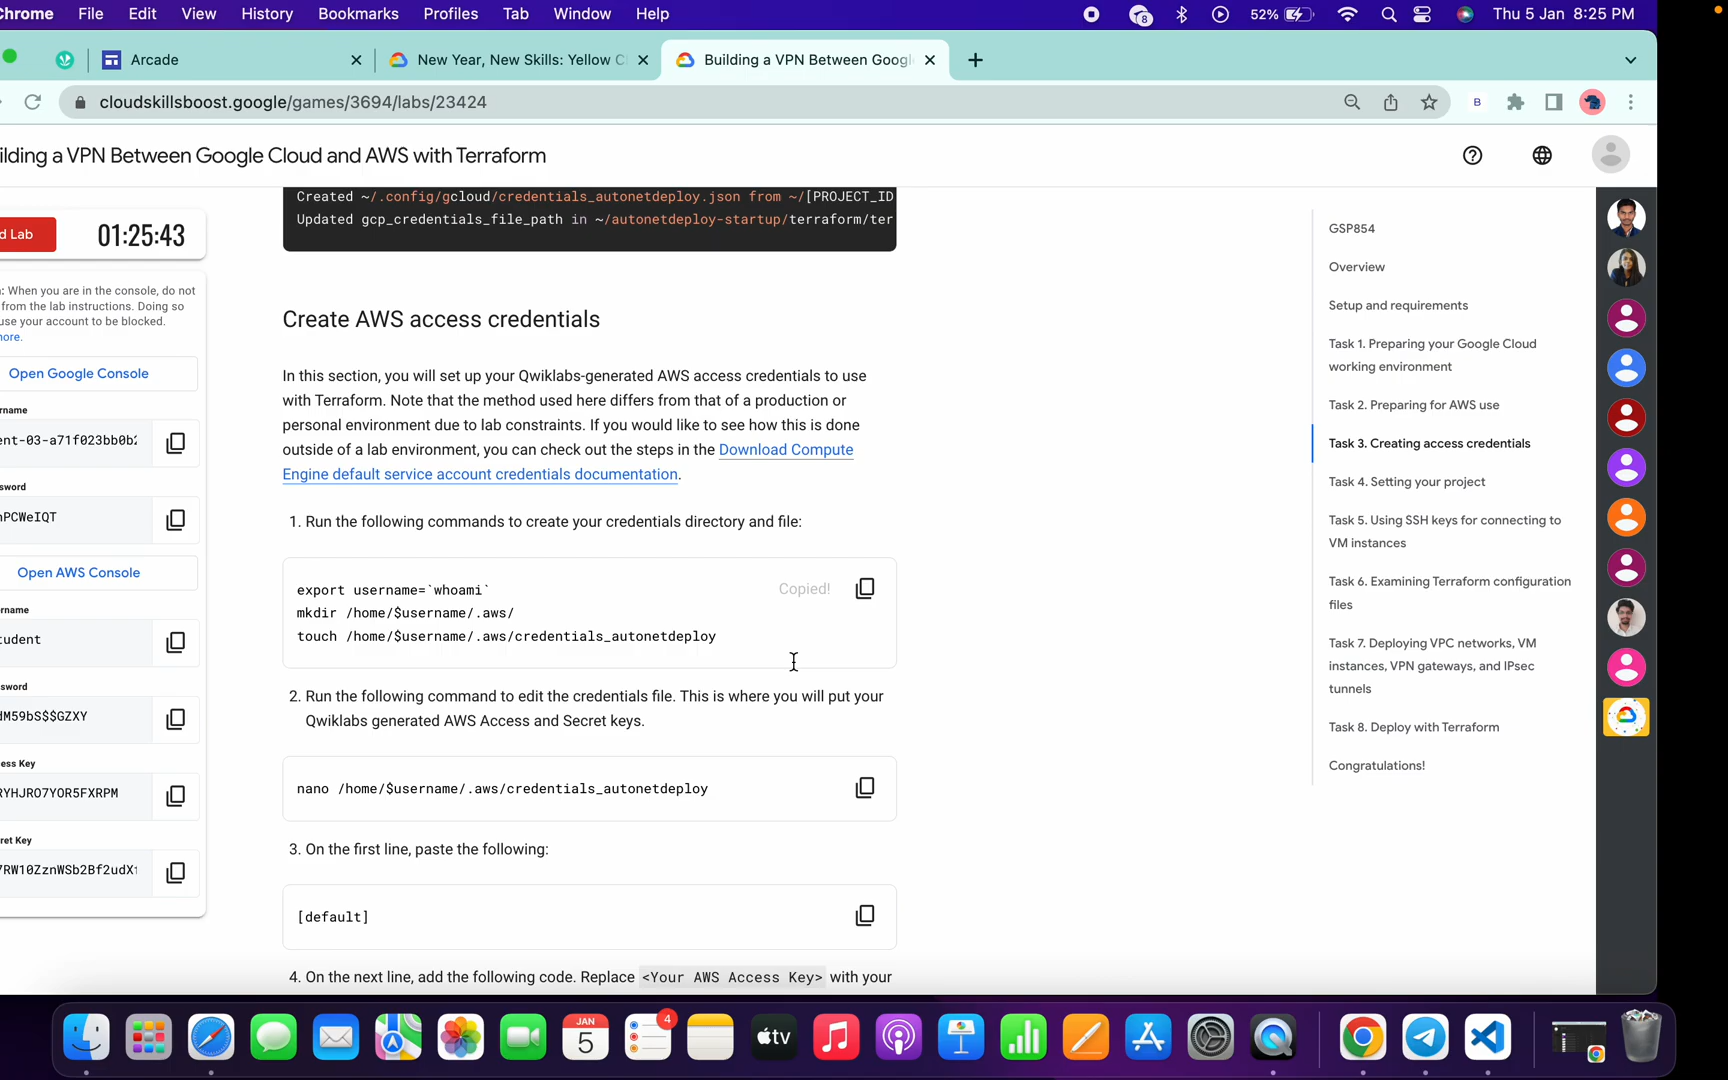 Chrome File Edit View History Bookmarks Profiles Tab Window Help 8 52% Thu 5 Jan 8:25 PM
Arcade
New Year, New Skills: Yellow C
Building a VPN Between Googl
cloudskillsboost.google/games/3694/labs/23424
B
ilding a VPN Between Google Cloud and AWS with Terraform
d Lab
01:25:43
: When you are in the console, do not
from the lab instructions. Doing so
use your account to be blocked.
nore.
Open Google Console
rname
ent-03-a71f023bb0b2
sword
PCWeIQT
Open AWS Console
rname
tudent
sword
M59bS$$GZXY
ess Key
RYHJRO7YOR5FXRPM
ret Key
7RW10ZznWSb2Bf2udX
Created ~/.config/gcloud/credentials_autonetdeploy.json from ~/[PROJECT_ID
Updated gcp_credentials_file_path in ~/autonetdeploy-startup/terraform/ter
Create AWS access credentials
In this section, you will set up your Qwiklabs-generated AWS access credentials to use
with Terraform. Note that the method used here differs from that of a production or
personal environment due to lab constraints. If you would like to see how this is done
outside of a lab environment, you can check out the steps in the Download Compute
Engine default service account credentials documentation.
1. Run the following commands to create your credentials directory and file:
export username=`whoami`
mkdir /home/$username/.aws/
touch /home/$username/.aws/credentials_autonetdeploy
Copied!
2. Run the following command to edit the credentials file. This is where you will put your
Qwiklabs generated AWS Access and Secret keys.
nano /home/$username/.aws/credentials_autonetdeploy
3. On the first line, paste the following:
[default]
4. On the next line, add the following code. Replace <Your AWS Access Key> with your
GSP854
Overview
Setup and requirements
Task 1. Preparing your Google Cloud
working environment
Task 2. Preparing for AWS use
Task 3. Creating access credentials
Task 4. Setting your project
Task 5. Using SSH keys for connecting to
VM instances
Task 6. Examining Terraform configuration
files
Task 7. Deploying VPC networks, VM
instances, VPN gateways, and IPsec
tunnels
Task 8. Deploy with Terraform
Congratulations!
JAN
5
4
tv